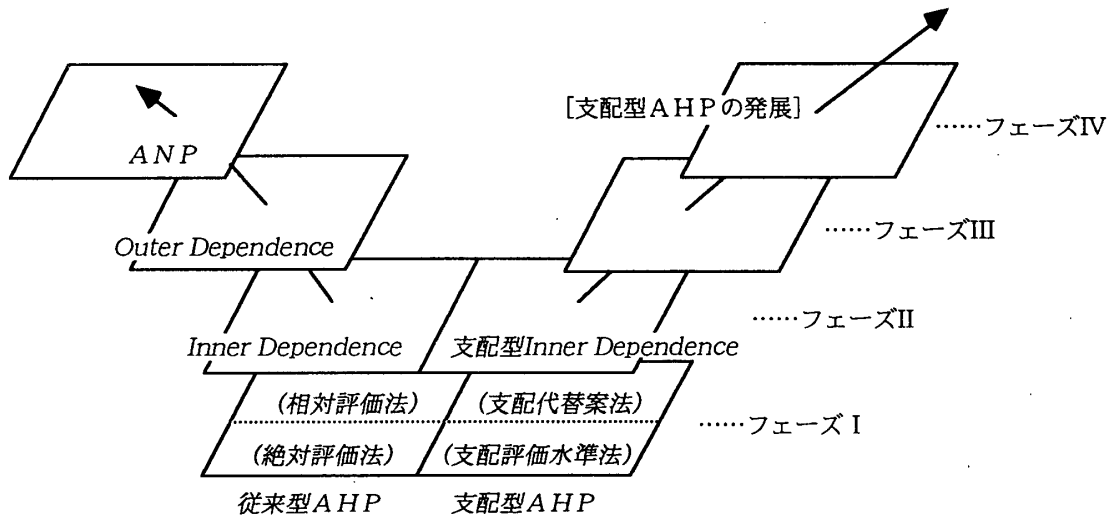 [支配型AHPの発展]
……フェーズⅣ
ANP
Outer Dependence
……フェーズⅢ
Inner Dependence
支配型Inner Dependence
……フェーズⅡ
(相対評価法)
(支配代替案法)
……フェーズⅠ
(絶対評価法)
(支配評価水準法)
従来型AHP
支配型AHP